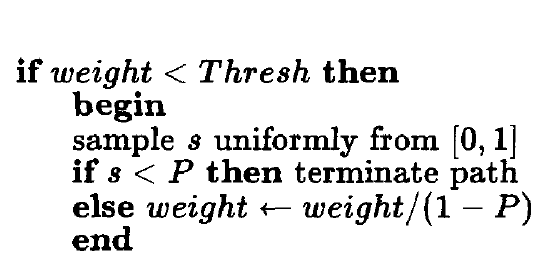 if weight < Thresh then
begin
sample s uniformly from [0, 1]
if s < P then terminate path
else weight ← weight/(1 − P)
end